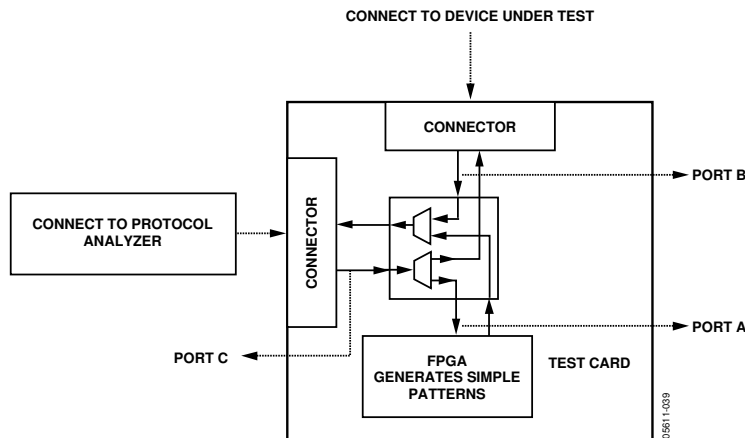 CONNECT TO DEVICE UNDER TEST
CONNECTOR
PORT B
CONNECT TO PROTOCOL
ANALYZER
CONNECTOR
PORT A
PORT C
FPGA
GENERATES SIMPLE
PATTERNS
TEST CARD
05611-039